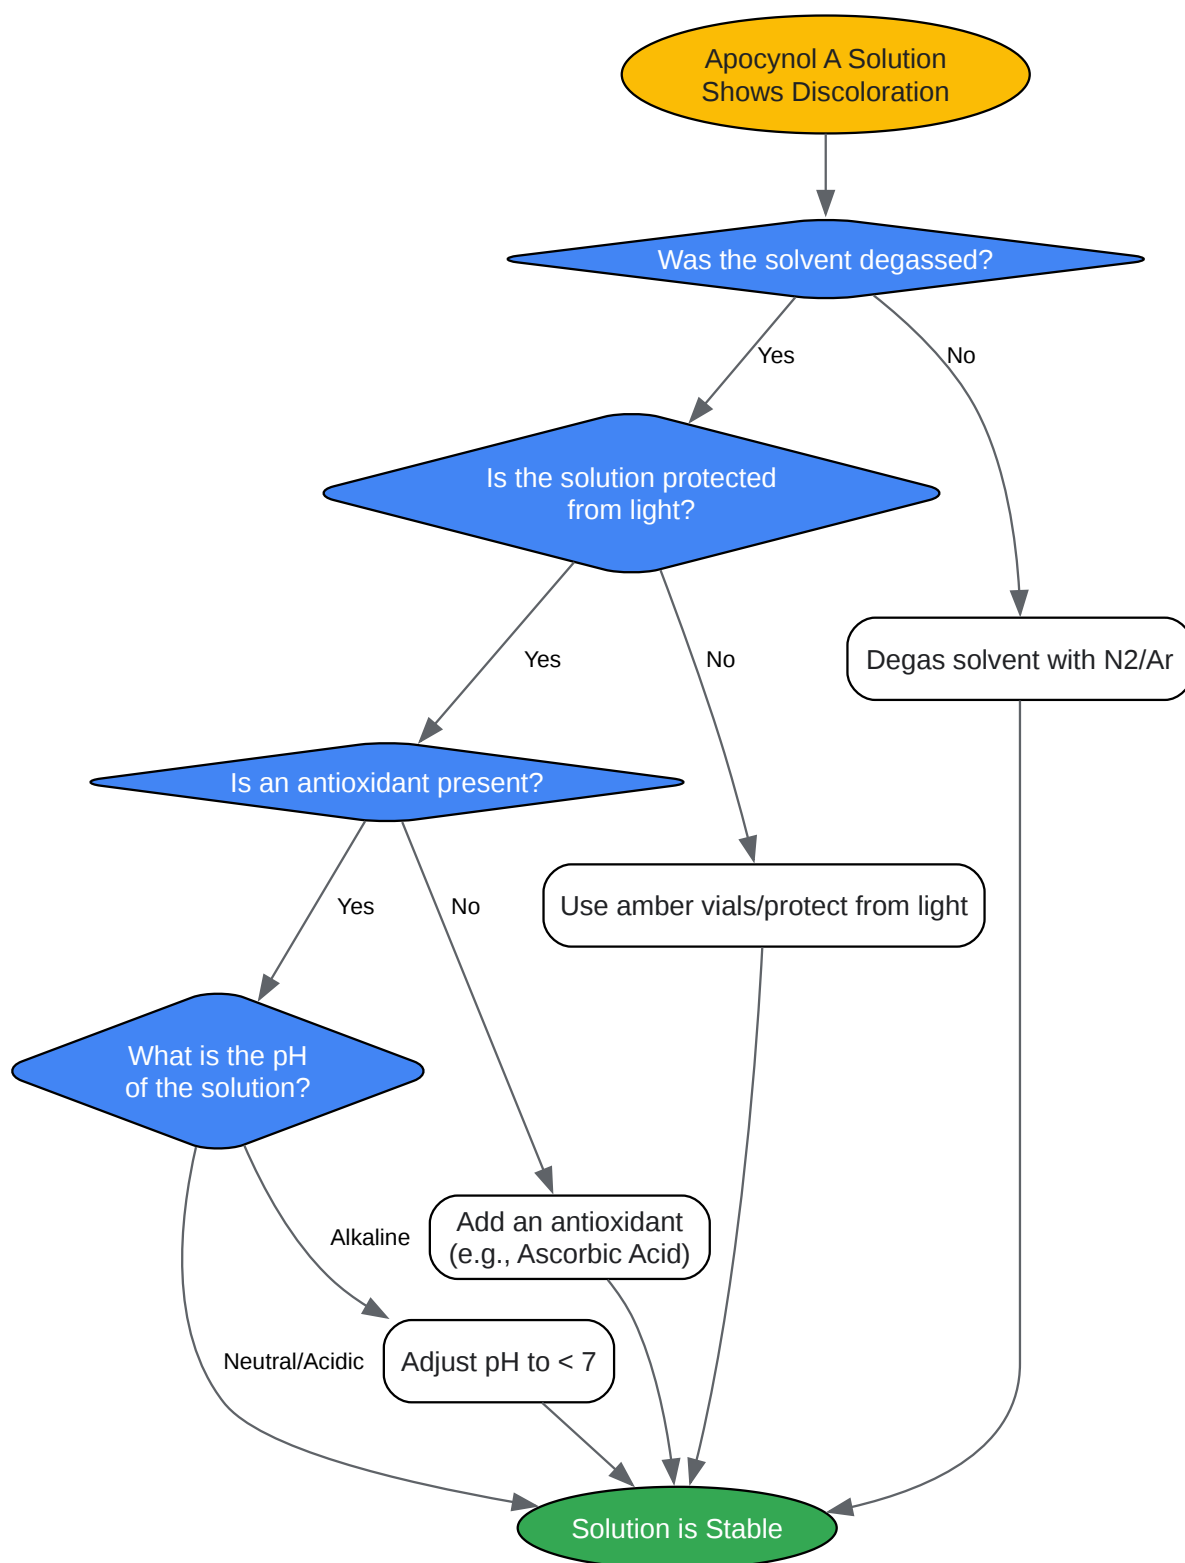 Apocynol A Solution
Shows Discoloration
Was the solvent degassed?
Yes
No
Is the solution protected
from light?
Yes
No
Degas solvent with N2/Ar
Is an antioxidant present?
Yes
No
Use amber vials/protect from light
What is the pH
of the solution?
Alkaline
Add an antioxidant
(e.g., Ascorbic Acid)
Neutral/Acidic
Adjust pH to < 7
Solution is Stable